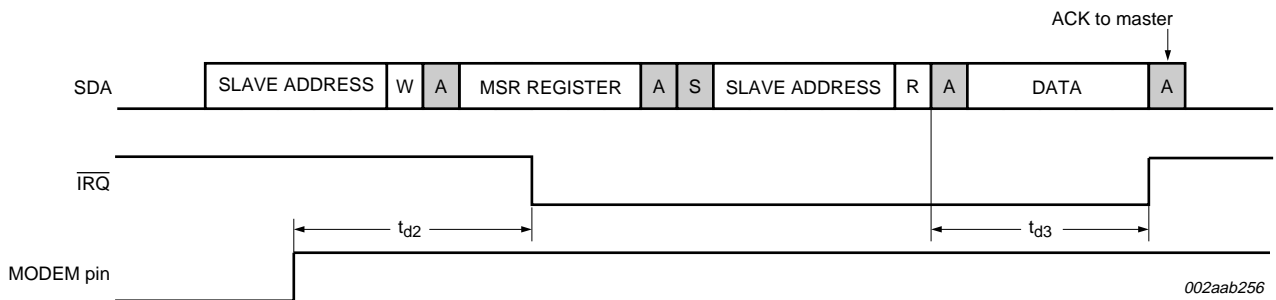 ACK to master
SDA SLAVE ADDRESS W A MSR REGISTER A S SLAVE ADDRESS R A DATA A
IRQ
td2 td3
MODEM pin
002aab256